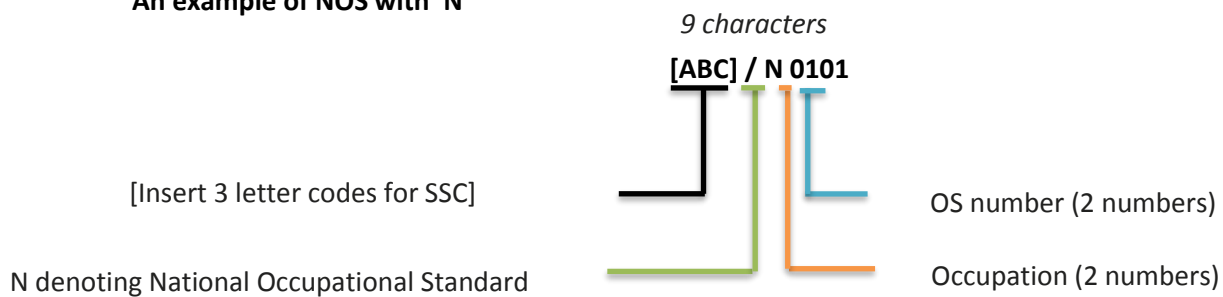 An example of NOS with 'N'
9 characters
[ABC] / N 0101
[Insert 3 letter codes for SSC]
OS number (2 numbers)
N denoting National Occupational Standard
Occupation (2 numbers)